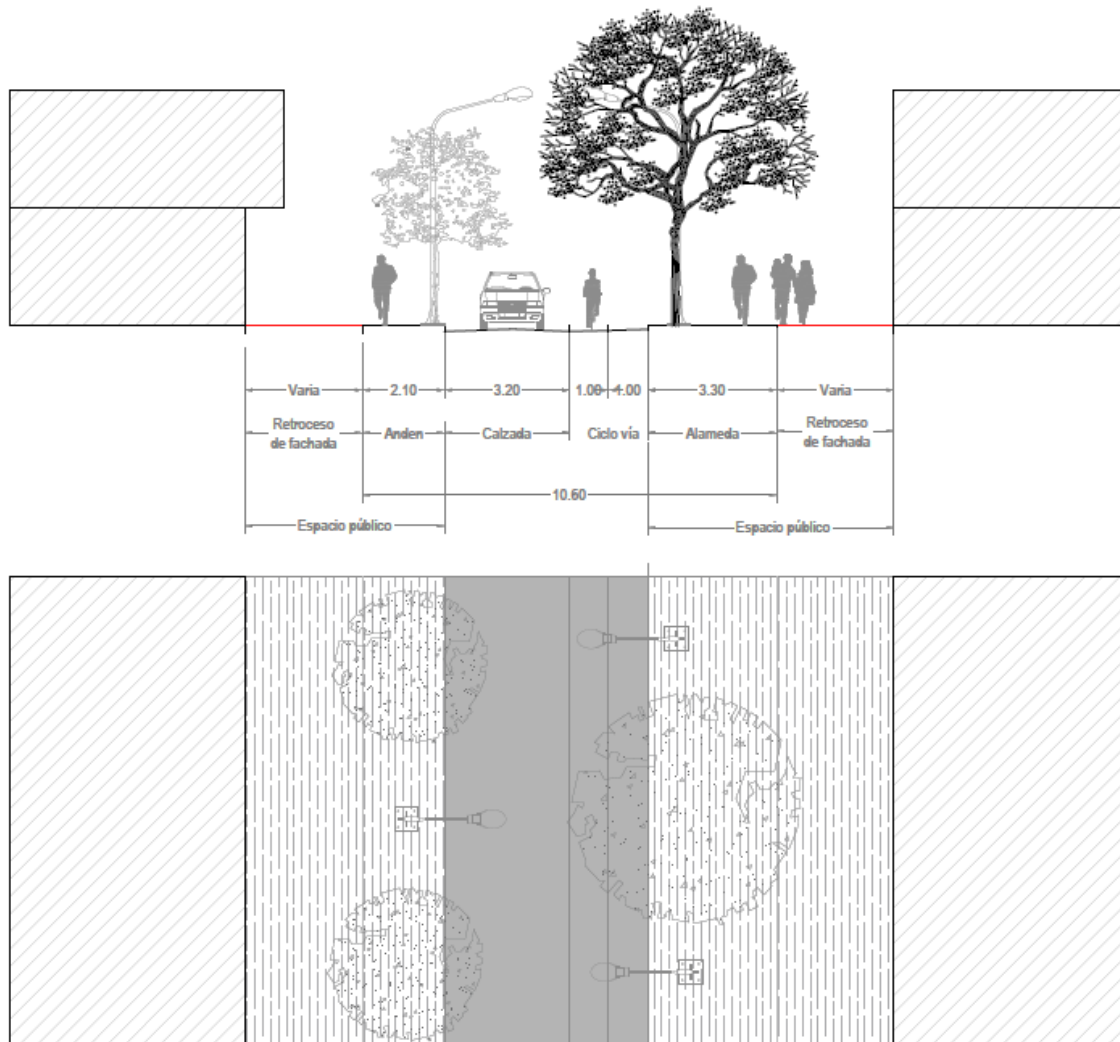 Varia 2.10 3.20 1.00 1.00 3.30 Varia
Retroceso de fachada Anden Calzada Ciclo vía Alameda Retroceso de fachada
10.60
Espacio público Espacio público